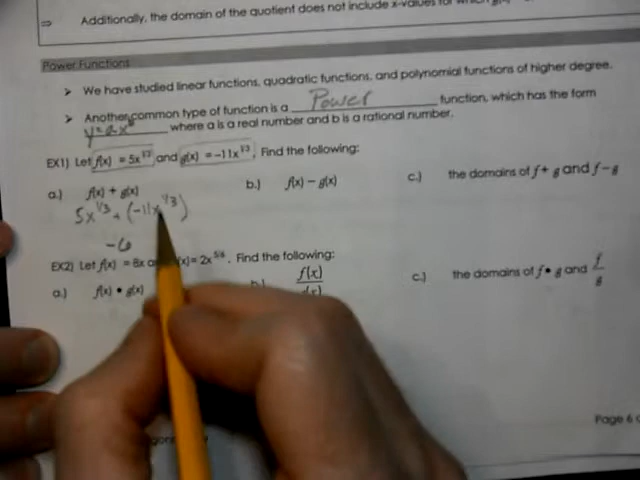 ⇒ Additionally, the domain of the quotient does not include x-values for which
Power Functions
➤ We have studied linear functions, quadratic functions, and polynomial functions of higher degree.
➤ Another common type of function is a Power function, which has the form
y=ax^b where a is a real number and b is a rational number.
EX1) Let f(x) = 5x^1/3 and g(x) = -11x^1/3. Find the following:
a.) f(x) + g(x) b.) f(x) - g(x) c.) the domains of f + g and f - g
5x^1/3 + (-11x^1/3)
-6
EX2) Let f(x) = 8x (x) = 2x^5/6. Find the following:
a.) f(x) • g(x) f(x) c.) the domains of f • g and f/g
Page 6